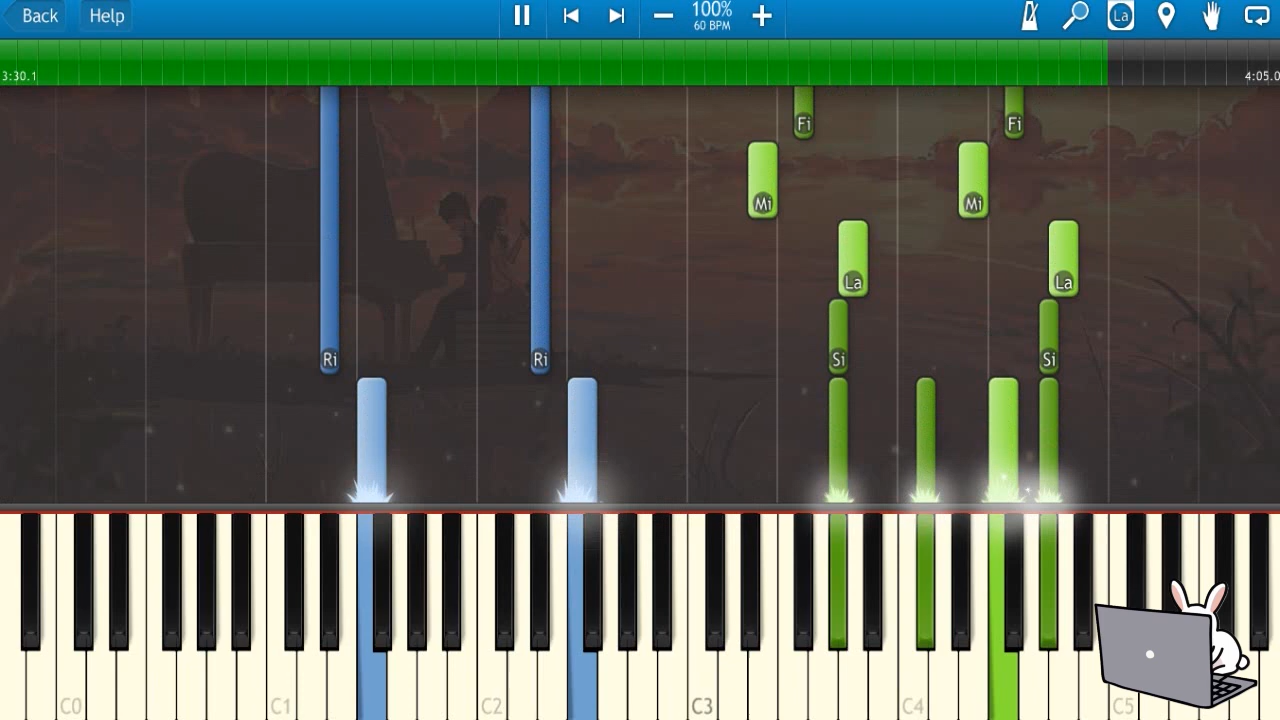 Back Help 100% La
60 BPM
3:30.1 4:05.0
Fi Fi
Mi Mi
La La
Ri Ri Si Si
C0 C1 C2 C3 C4 C5